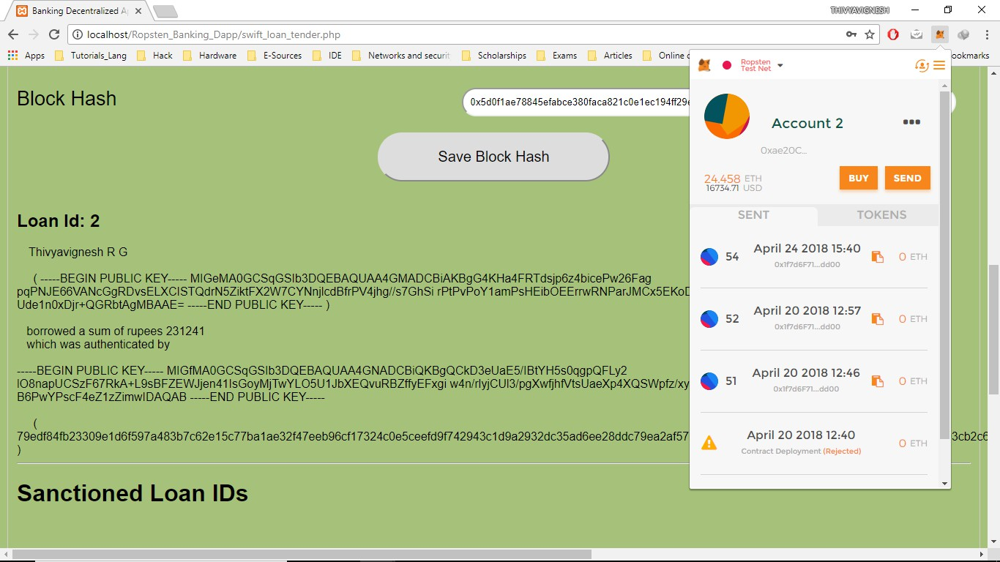 Banking Decentralized Ap
THIVYAVIGNESH
localhost/Ropsten_Banking_Dapp/swift_loan_tender.php
Apps Tutorials_Lang Hack Hardware E-Sources IDE Networks and securit Scholarships Exams Articles Online c ookmarks
Block Hash
0x5d0f1ae78845efabce380faca821c0e1ec194ff29e
Save Block Hash
Loan Id: 2
Thivyavignesh R G
( -----BEGIN PUBLIC KEY----- MIGeMA0GCSqGSIb3DQEBAQUAA4GMADCBiAKBgG4KHa4FRTdsjp6z4bicePw26Fag
pqPNJE66VANcGgRDvsELXCISTQdrN5ZiktFX2W7CYNnjlcdBfrPV4jhg//s7GhSi rPtPvPoY1amPsHEibOEErrwRNParJMCx5EKoD
Ude1n0xDjr+QGRbtAgMBAAE= -----END PUBLIC KEY----- )
borrowed a sum of rupees 231241
which was authenticated by
-----BEGIN PUBLIC KEY----- MIGfMA0GCSqGSIb3DQEBAQUAA4GNADCBiQKBgQCkD3eUaE5/IBtYH5s0qgpQFLy2
IO8napUCSzF67RkA+L9sBFZEWJjen41IsGoyMjTwYLO5U1JbXEQvuRBZffyEFxgi w4n/rIyjCUI3/pgXwfjhfVtsUaeXp4XQSWpfz/xy
B6PwYPscF4eZ1zZimwIDAQAB -----END PUBLIC KEY-----
(
79edf84fb23309e1d6f597a483b7c62e15c77ba1ae32f47eeb96cf17324c0e5ceefd9f742943c1d9a2932dc35ad6ee28ddc79ea2af57 3cb2c6
)
Sanctioned Loan IDs
Ropsten
Test Net
Account 2
0xae20C...
24.458 ETH
16734.71 USD
BUY SEND
SENT TOKENS
54 April 24 2018 15:40 0 ETH
0x1f7d6F71...dd00
52 April 20 2018 12:57 0 ETH
0x1f7d6F71...dd00
51 April 20 2018 12:46 0 ETH
0x1f7d6F71...dd00
April 20 2018 12:40 0 ETH
Contract Deployment (Rejected)